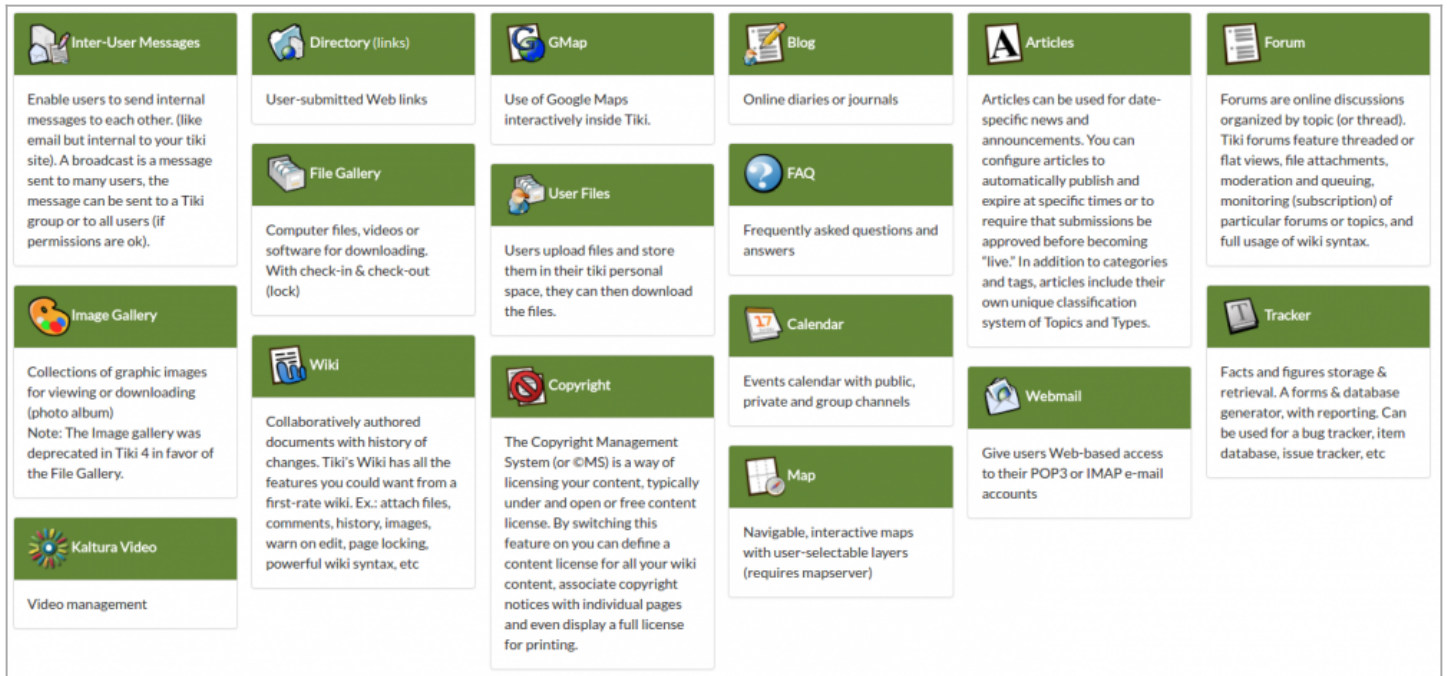 Inter-User Messages
Enable users to send internal
messages to each other. (like
email but internal to your tiki
site). A broadcast is a message
sent to many users, the
message can be sent to a Tiki
group or to all users (if
permissions are ok).
Image Gallery
Collections of graphic images
for viewing or downloading
(photo album)
Note: The Image gallery was
deprecated in Tiki 4 in favor of
the File Gallery.
Kaltura Video
Video management
Directory (links)
User-submitted Web links
File Gallery
Computer files, videos or
software for downloading.
With check-in & check-out
(lock)
Wiki
Collaboratively authored
documents with history of
changes. Tiki's Wiki has all the
features you could want from a
first-rate wiki. Ex.: attach files,
comments, history, images,
warn on edit, page locking,
powerful wiki syntax, etc
G
GMap
Use of Google Maps
interactively inside Tiki.
User Files
Users upload files and store
them in their tiki personal
space, they can then download
the files.
Copyright
The Copyright Management
System (or ©MS) is a way of
licensing your content, typically
under and open or free content
license. By switching this
feature on you can define a
content license for all your wiki
content, associate copyright
notices with individual pages
and even display a full license
for printing.
Blog
Online diaries or journals
?
FAQ
Frequently asked questions and
answers
17
Calendar
Events calendar with public,
private and group channels
Map
Navigable, interactive maps
with user-selectable layers
(requires mapserver)
A
Articles
Articles can be used for date-
specific news and
announcements. You can
configure articles to
automatically publish and
expire at specific times or to
require that submissions be
approved before becoming
"live." In addition to categories
and tags, articles include their
own unique classification
system of Topics and Types.
Webmail
Give users Web-based access
to their POP3 or IMAP e-mail
accounts
Forum
Forums are online discussions
organized by topic (or thread).
Tiki forums feature threaded or
flat views, file attachments,
moderation and queuing,
monitoring (subscription) of
particular forums or topics, and
full usage of wiki syntax.
T
Tracker
Facts and figures storage &
retrieval. A forms & database
generator, with reporting. Can
be used for a bug tracker, item
database, issue tracker, etc